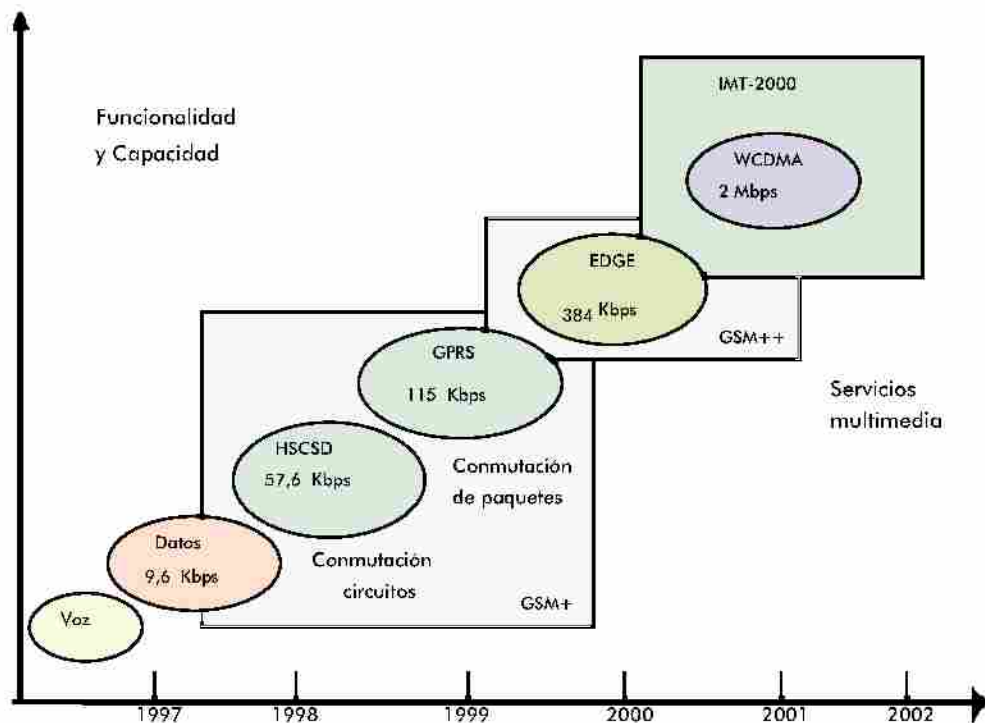 Funcionalidad
y Capacidad
IMT-2000
WCDMA
2 Mbps
EDGE
384 Kbps
GSM++
GPRS
115 Kbps
Servicios
multimedia
HSCSD
57,6 Kbps
Conmutación
de paquetes
Datos
9,6 Kbps
Conmutación
circuitos
GSM+
Voz
1997 1998 1999 2000 2001 2002